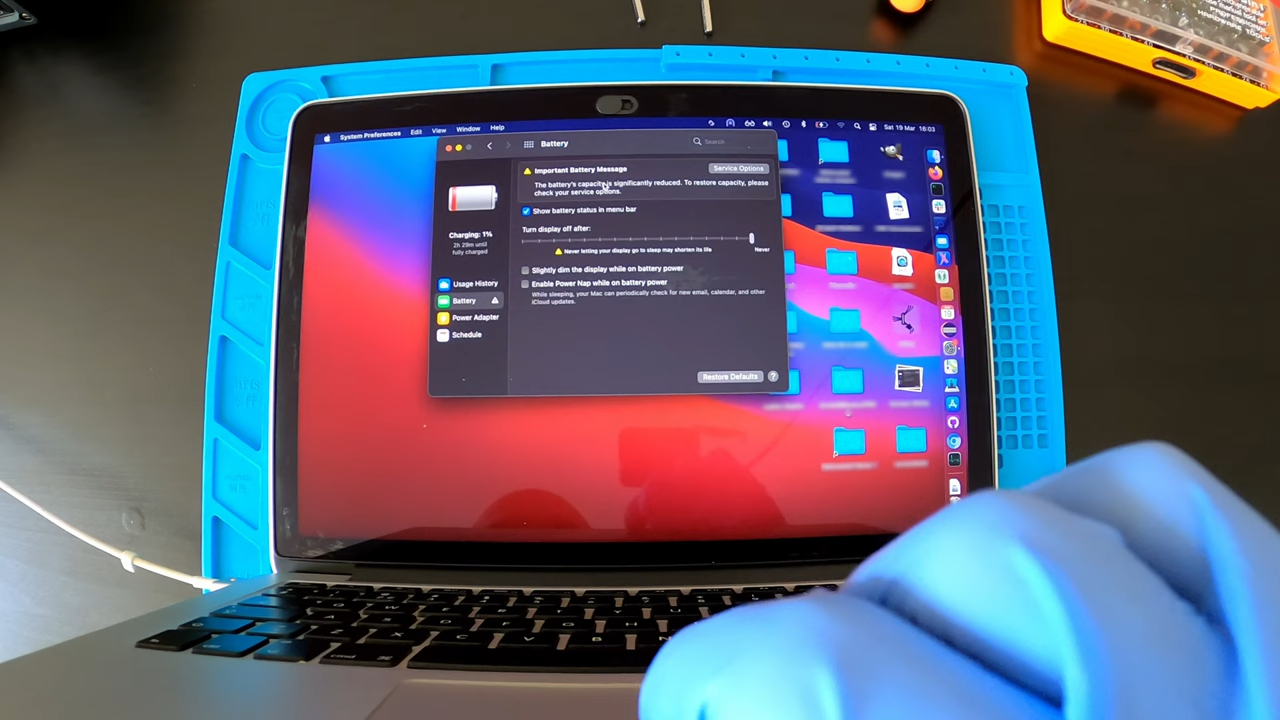 System Preferences Edit View Window Help
Sat 19 Mar 16:03
Battery
Search
Important Battery Message
Service Options
The battery's capacity is significantly reduced. To restore capacity, please
check your service options.
Show battery status in menu bar
Turn display off after:
Never letting your display go to sleep may shorten its life
Never
Slightly dim the display while on battery power
Enable Power Nap while on battery power
While sleeping, your Mac can periodically check for new email, calendar, and other
iCloud updates.
Charging: 1%
2h 29m until
fully charged
Usage History
Battery
Power Adapter
Schedule
Restore Defaults
?
cmd